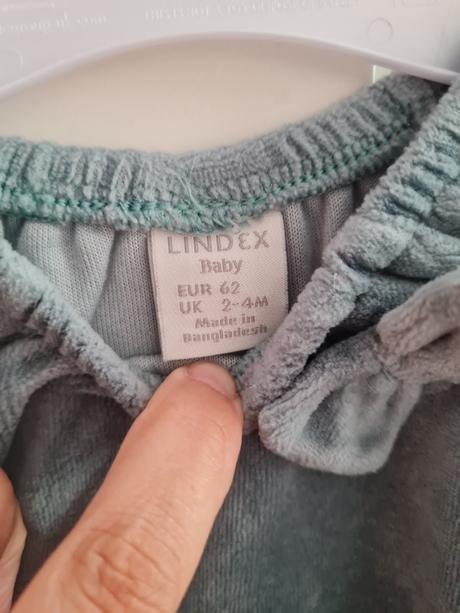 LINDEX
Baby
EUR 62
UK 2-4M
Made in
Bangladesh